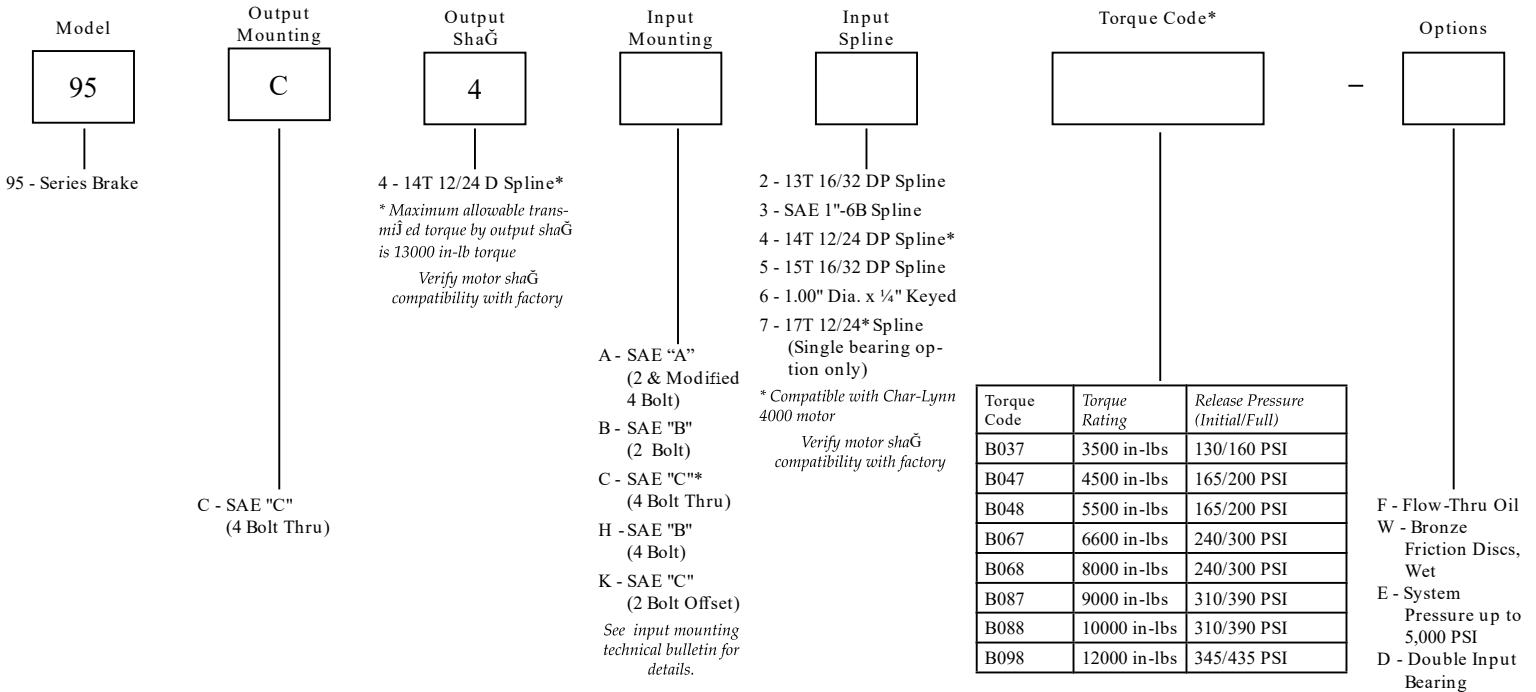 Model
95
95 - Series Brake
Output
Mounting
C
C - SAE "C"
(4 Bolt Thru)
Output
ShaĞ
4
4 - 14T 12/24 D Spline*
* Maximum allowable trans-
miĴ ed torque by output shaĞ
is 13000 in-lb torque
Verify motor shaĞ
compatibility with factory
Input
Mounting
A - SAE “A”
(2 & Modified
4 Bolt)
B - SAE "B"
(2 Bolt)
C - SAE "C"*
(4 Bolt Thru)
H - SAE "B"
(4 Bolt)
K - SAE "C"
(2 Bolt Offset)
See input mounting
technical bulletin for
details.
Input
Spline
2 - 13T 16/32 DP Spline
3 - SAE 1"-6B Spline
4 - 14T 12/24 DP Spline*
5 - 15T 16/32 DP Spline
6 - 1.00" Dia. x ¼" Keyed
7 - 17T 12/24* Spline
(Single bearing op-
tion only)
* Compatible with Char-Lynn
4000 motor
Verify motor shaĞ
compatibility with factory
Torque Code*
Torque
Code
Torque
Rating
Release Pressure
(Initial/Full)
B037 3500 in-lbs 130/160 PSI
B047 4500 in-lbs 165/200 PSI
B048 5500 in-lbs 165/200 PSI
B067 6600 in-lbs 240/300 PSI
B068 8000 in-lbs 240/300 PSI
B087 9000 in-lbs 310/390 PSI
B088 10000 in-lbs 310/390 PSI
B098 12000 in-lbs 345/435 PSI
–
Options
F - Flow-Thru Oil
W - Bronze
Friction Discs,
Wet
E - System
Pressure up to
5,000 PSI
D - Double Input
Bearing